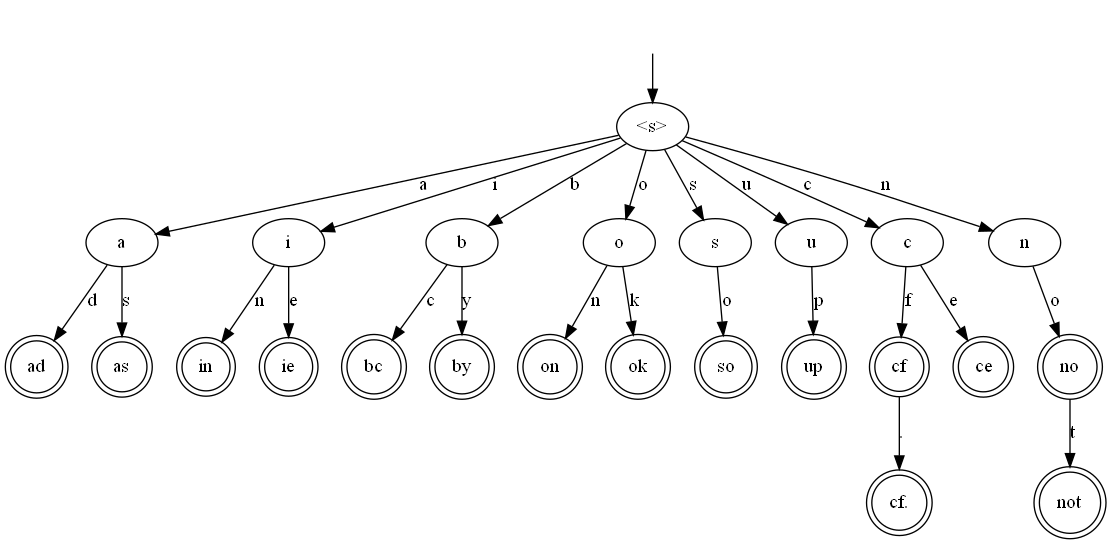 <s>
a i b o s u c n
a i b o s u c n
d s n e c y n k o p f e o
ad as in ie bc by on ok so up cf ce no
. t
cf. not